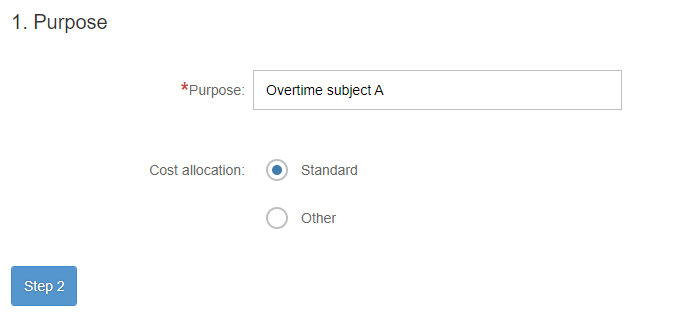 1. Purpose
*Purpose: Overtime subject A
Cost allocation: Standard
Other
Step 2